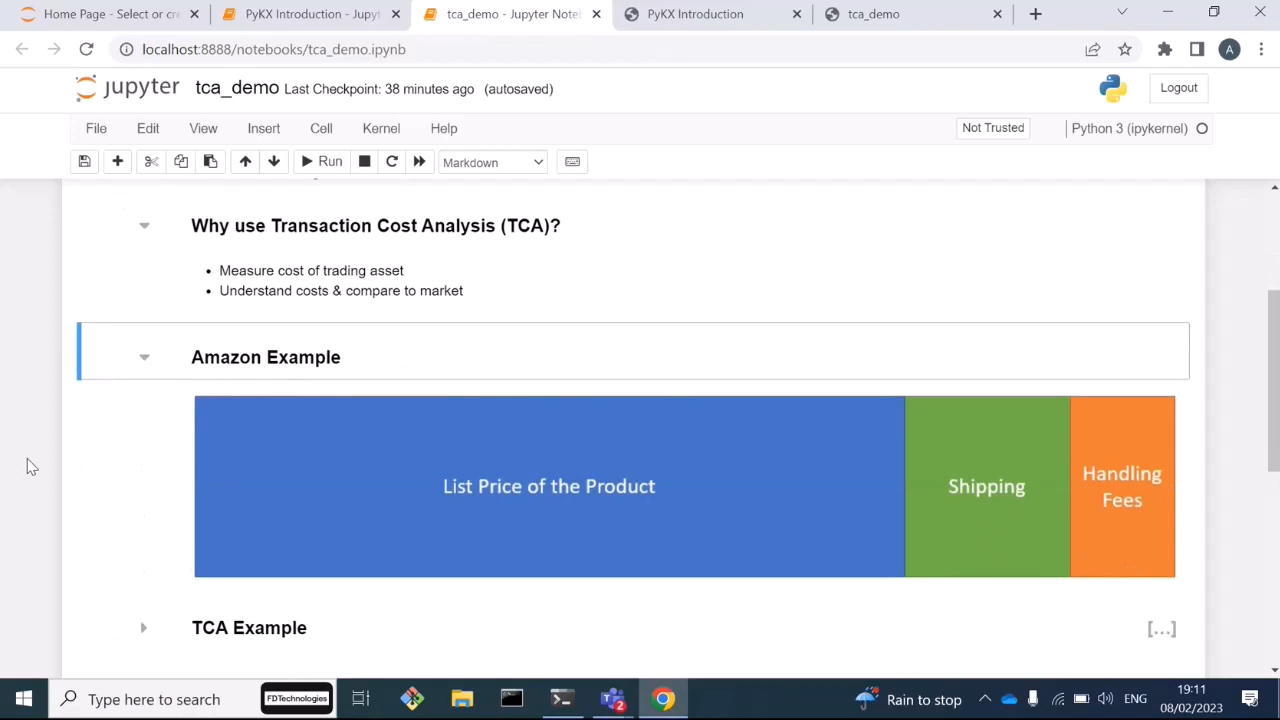 Home Page - Select or cre
PyKX Introduction - Jupyt
tca_demo - Jupyter Note
PyKX Introduction
tca_demo
localhost:8888/notebooks/tca_demo.ipynb
A
jupyter tca_demo Last Checkpoint: 38 minutes ago (autosaved)
Logout
File Edit View Insert Cell Kernel Help
Not Trusted
Python 3 (ipykernel)
Run
Markdown
Why use Transaction Cost Analysis (TCA)?
• Measure cost of trading asset
• Understand costs & compare to market
Amazon Example
List Price of the Product
Shipping
Handling
Fees
TCA Example
[...]
Type here to search
FDTechnologies
2
Rain to stop
ENG
19:11
08/02/2023